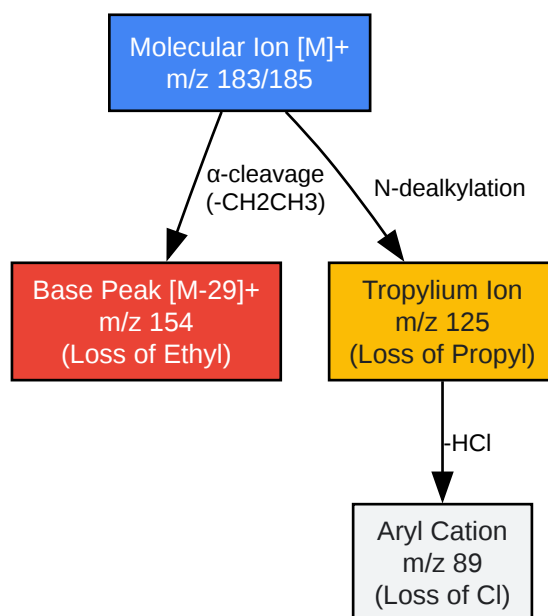 Molecular Ion [M]+
m/z 183/185
α-cleavage
(-CH2CH3)
N-dealkylation
Base Peak [M-29]+
m/z 154
(Loss of Ethyl)
Tropylium Ion
m/z 125
(Loss of Propyl)
-HCl
Aryl Cation
m/z 89
(Loss of Cl)